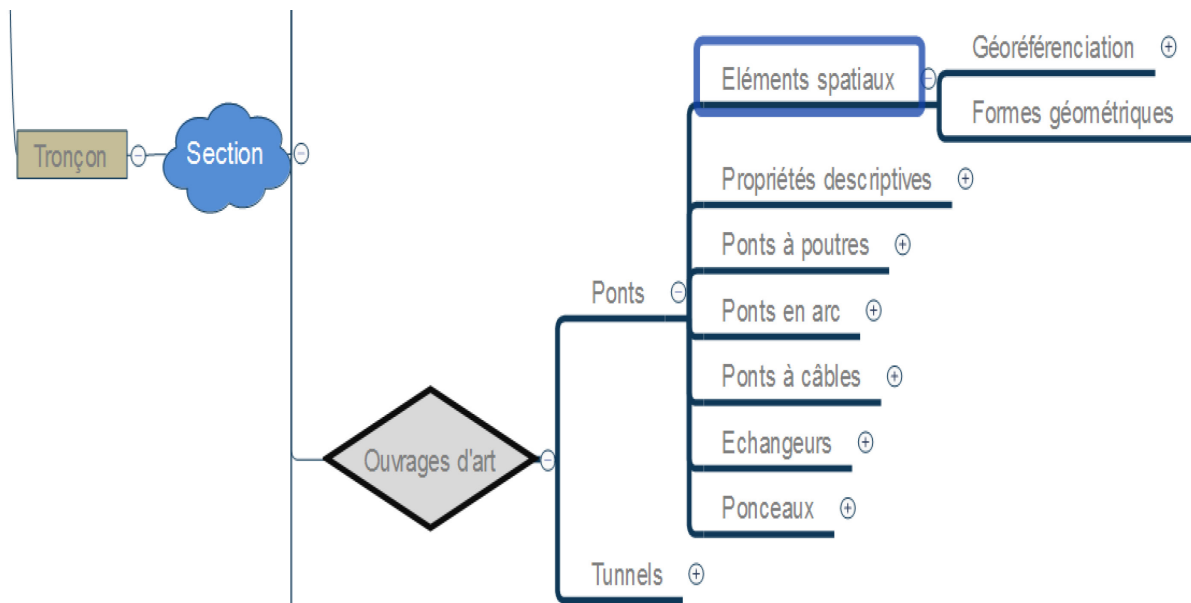 Tronçon
Section
Ouvrages d'art
Ponts
Eléments spatiaux
Géoréférenciation
Formes géométriques
Propriétés descriptives
Ponts à poutres
Ponts en arc
Ponts à câbles
Echangeurs
Ponceaux
Tunnels